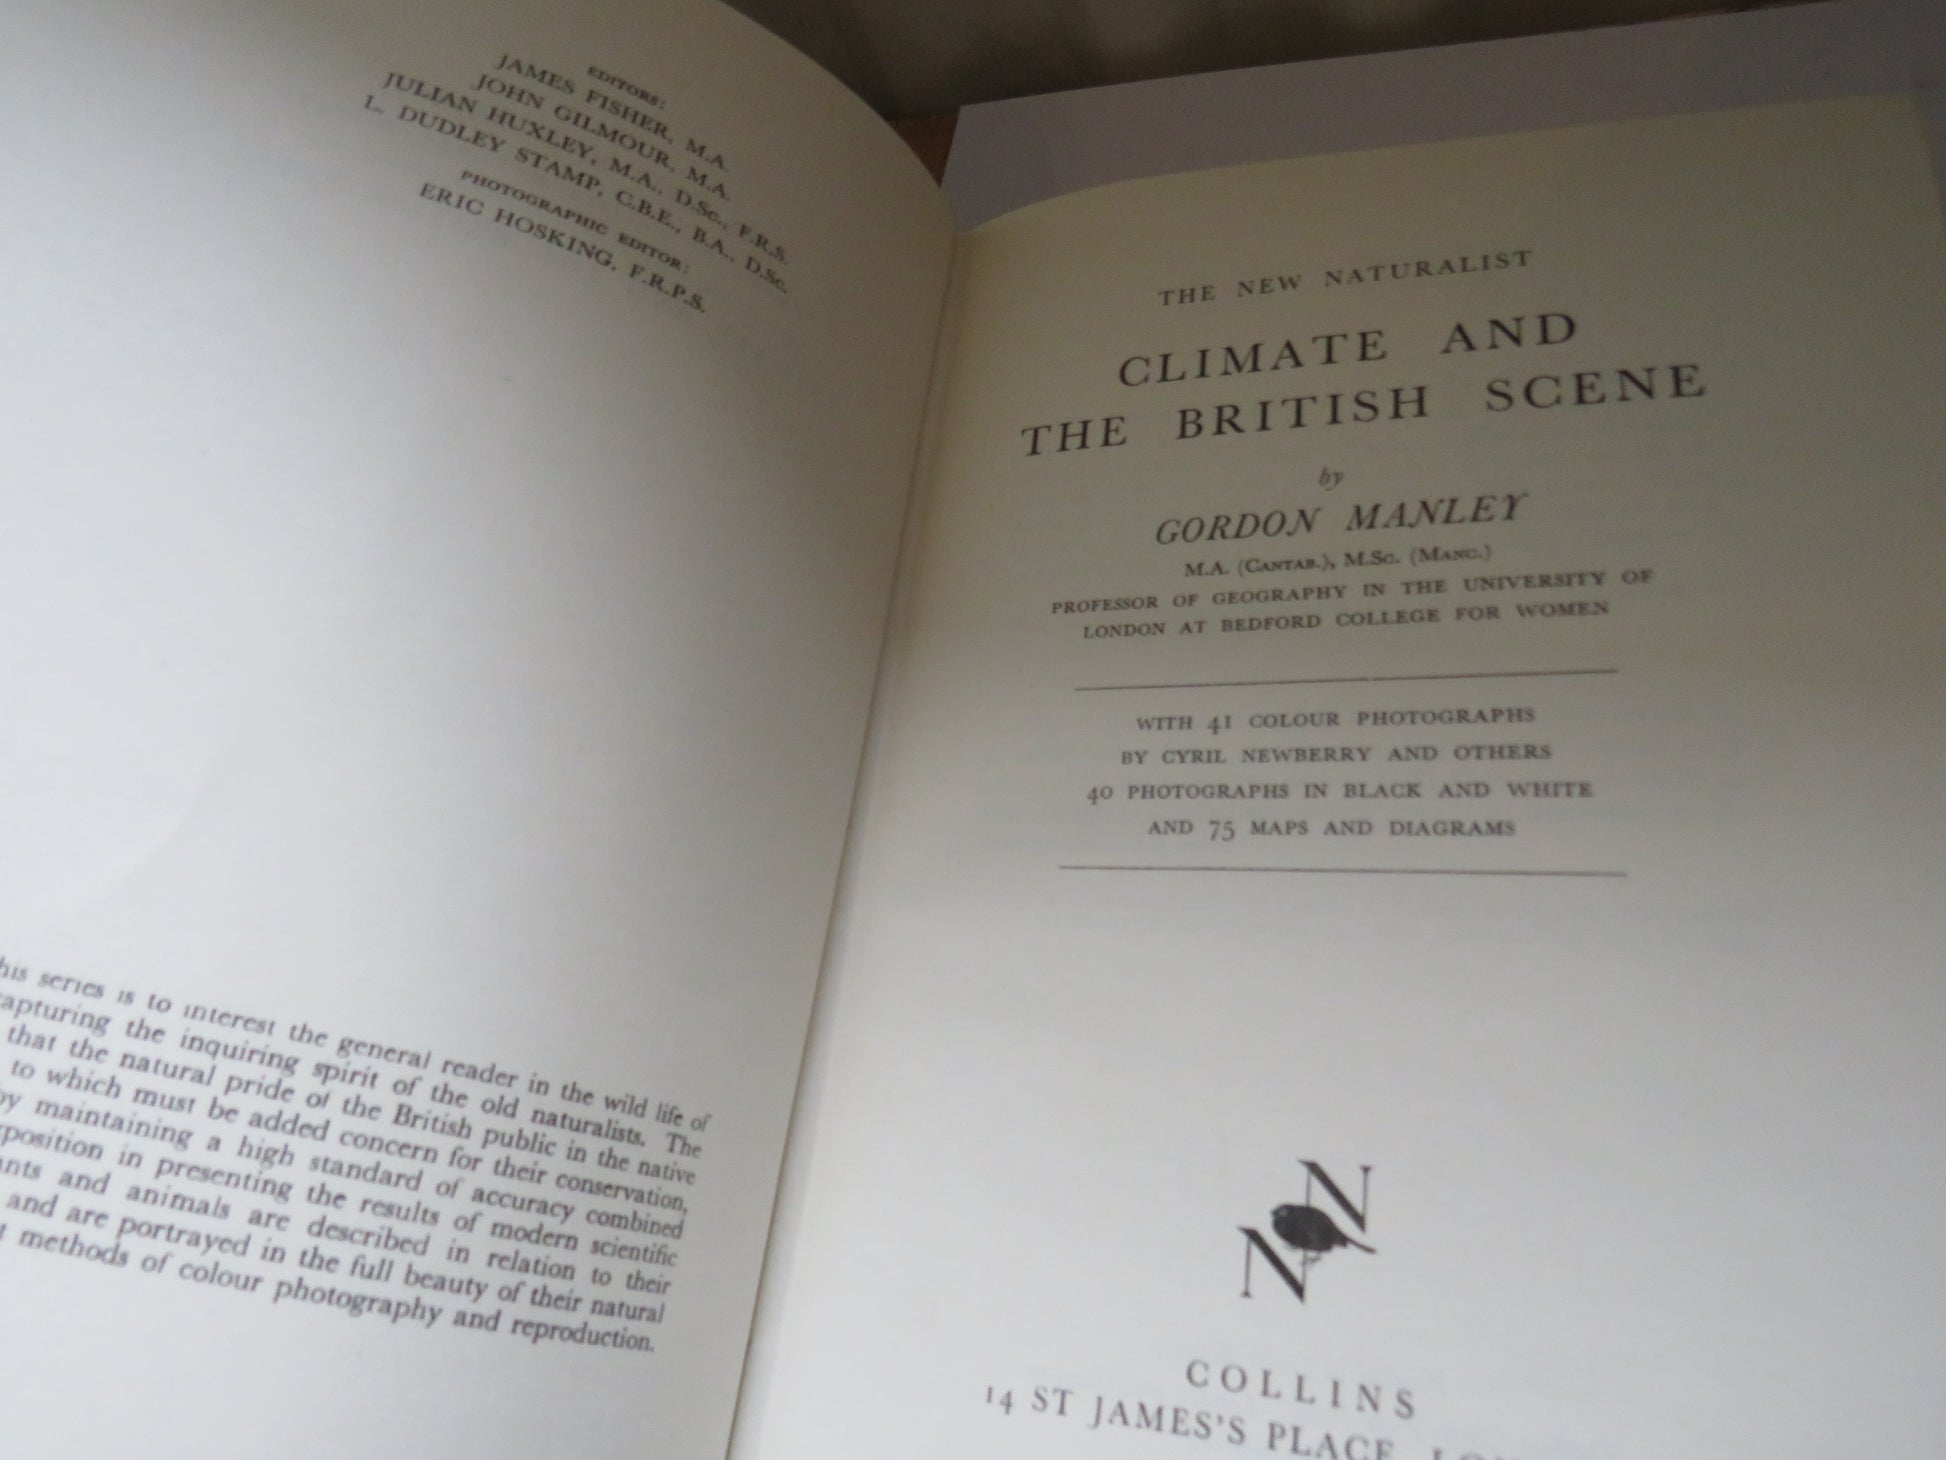 EDITORS:
JAMES FISHER, M.A.
JOHN GILMOUR, M.A.
JULIAN HUXLEY, M.A., D.Sc., F.R.S.
L. DUDLEY STAMP, C.B.E., B.A., D.Sc.
PHOTOGRAPHIC EDITOR:
ERIC HOSKING, F.R.P.S.
his series is to interest the general reader in the wild life of
apturing the inquiring spirit of the old naturalists. The
that the natural pride of the British public in the native
to which must be added concern for their conservation,
by maintaining a high standard of accuracy combined
position in presenting the results of modern scientific
nts and animals are described in relation to their
and are portrayed in the full beauty of their natural
t methods of colour photography and reproduction.
THE NEW NATURALIST
CLIMATE AND
THE BRITISH SCENE
by
GORDON MANLEY
M.A. (CANTAB.), M.Sc. (MANC.)
PROFESSOR OF GEOGRAPHY IN THE UNIVERSITY OF
LONDON AT BEDFORD COLLEGE FOR WOMEN
WITH 41 COLOUR PHOTOGRAPHS
BY CYRIL NEWBERRY AND OTHERS
40 PHOTOGRAPHS IN BLACK AND WHITE
AND 75 MAPS AND DIAGRAMS
N N
COLLINS
14 ST JAMES'S PLACE